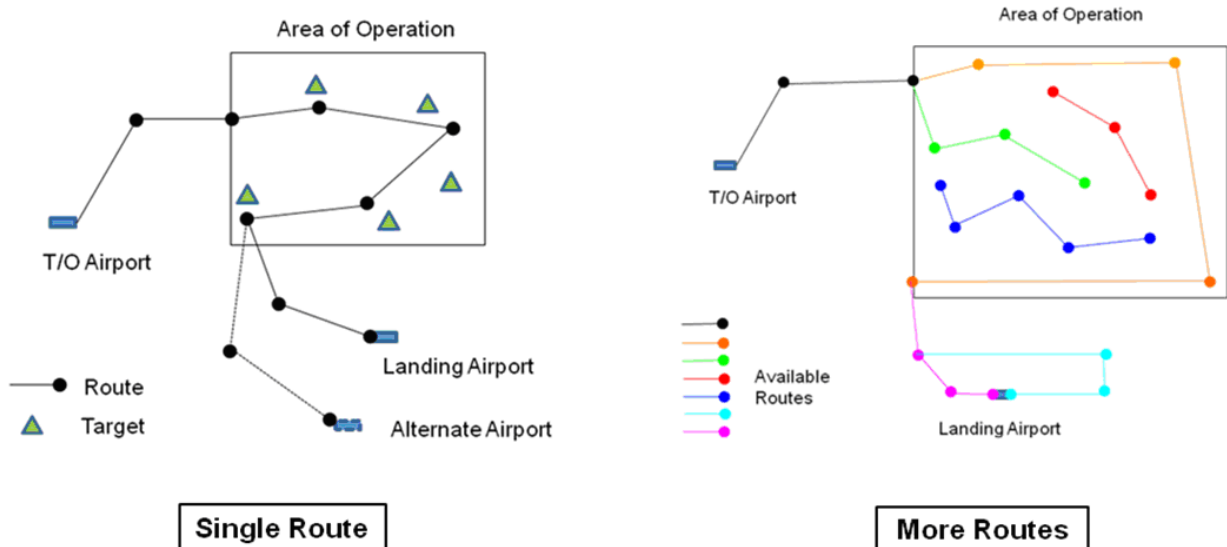 Area of Operation
T/O Airport
Landing Airport
Route
Target
Alternate Airport
Single Route
Area of Operation
T/O Airport
Available
Routes
Landing Airport
More Routes